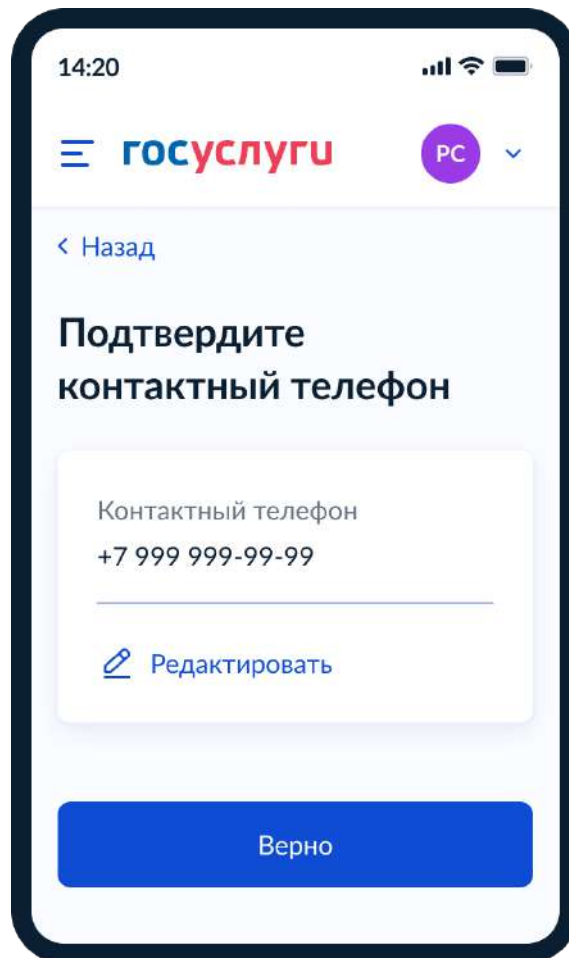 14:20
госуслуги
РС
Назад
Подтвердите
контактный телефон
Контактный телефон
+7 999 999-99-99
Редактировать
Верно